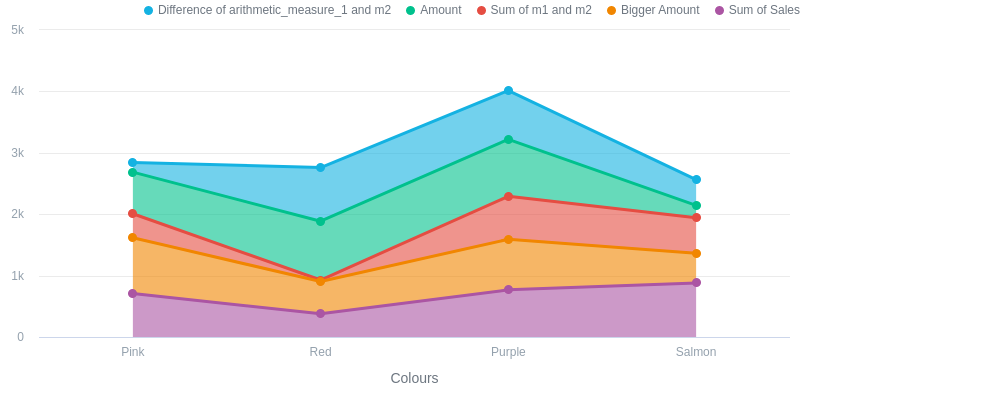 Difference of arithmetic_measure_1 and m2 Amount Sum of m1 and m2 Bigger Amount Sum of Sales
5k
4k
3k
2k
1k
0
Pink Red Purple Salmon
Colours